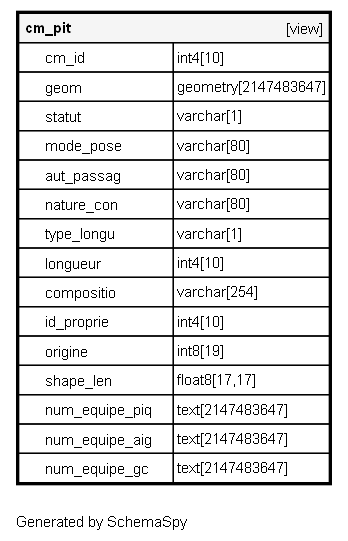 cm_pit [view]
cm_id int4[10]
geom geometry[2147483647]
statut varchar[1]
mode_pose varchar[80]
aut_passag varchar[80]
nature_con varchar[80]
type_longu varchar[1]
longueur int4[10]
compositio varchar[254]
id_proprie int4[10]
origine int8[19]
shape_len float8[17,17]
num_equipe_piq text[2147483647]
num_equipe_aig text[2147483647]
num_equipe_gc text[2147483647]
Generated by SchemaSpy